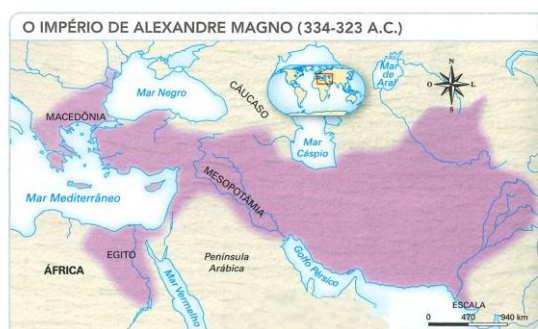 O IMPÉRIO DE ALEXANDRE MAGNO (334-323 A.C.)
Mar
de
Aral
N
O
L
S
Mar Negro
CÁUCASO
MACEDÔNIA
Mar
Cáspio
MESOPOTÂMIA
Mar Mediterrâneo
EGITO
Península
Arábica
Golfo Pérsico
ÁFRICA
Mar Vermelho
ESCALA
0 470 940 km